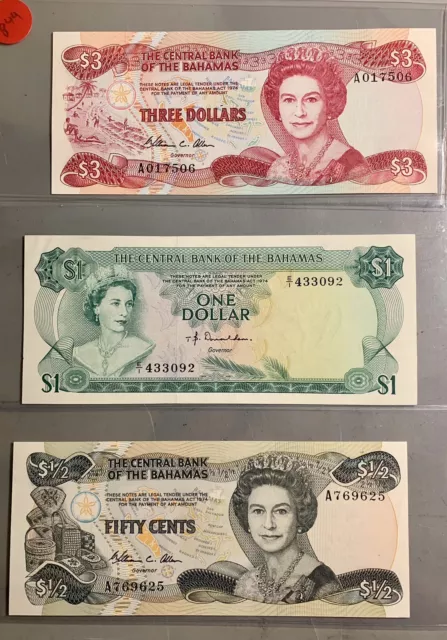 844
$3 THE CENTRAL BANK $3
OF THE BAHAMAS
A017506
THESE NOTES ARE LEGAL TENDER UNDER
THE CENTRAL BANK OF THE BAHAMAS ACT 1974
FOR THE PAYMENT OF ANY AMOUNT
THREE DOLLARS
Governor
A017506
$3 $3
THE CENTRAL BANK OF THE BAHAMAS
$1 $1
THESE NOTES ARE LEGAL TENDER UNDER
THE CENTRAL BANK OF THE BAHAMAS ACT 1974
FOR THE PAYMENT OF ANY AMOUNT
E/1 433092
ONE
DOLLAR
T. B. Donaldson
Governor
E/1 433092
$1 $1
$1/2 THE CENTRAL BANK $1/2
OF THE BAHAMAS
THESE NOTES ARE LEGAL TENDER UNDER
THE CENTRAL BANK OF THE BAHAMAS ACT 1974
FOR THE PAYMENT OF ANY AMOUNT
A769625
FIFTY CENTS
Governor
A769625
$1/2 $1/2